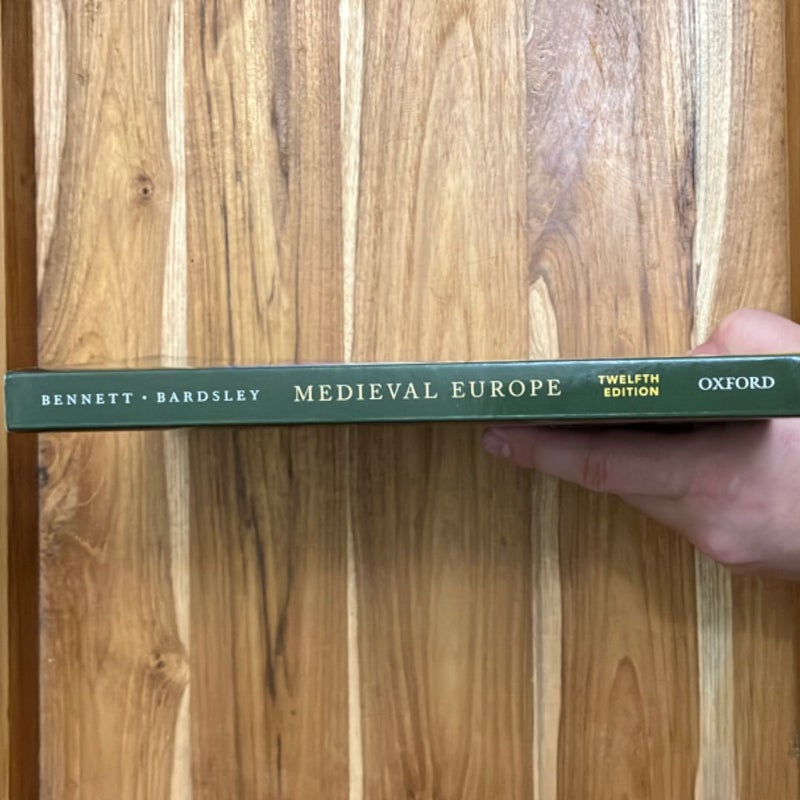 BENNETT · BARDSLEY MEDIEVAL EUROPE
TWELFTH
EDITION
OXFORD